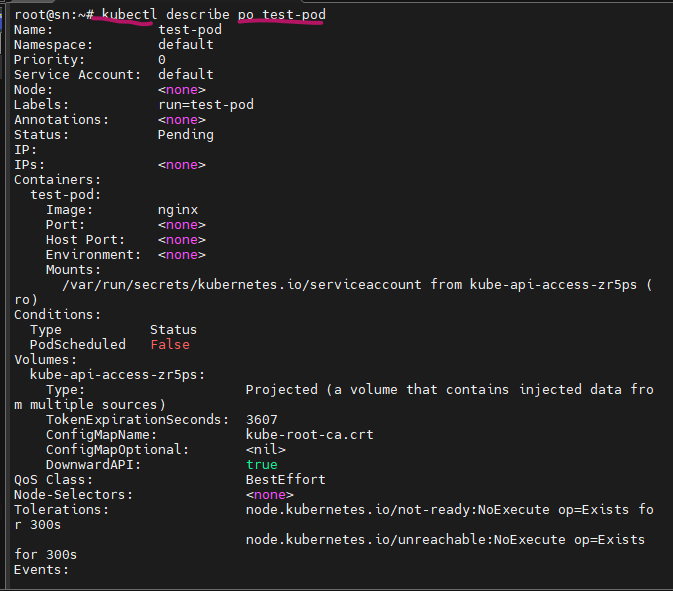 root@sn:~# kubectl describe po test-pod
Name:             test-pod
Namespace:        default
Priority:         0
Service Account:  default
Node:             <none>
Labels:           run=test-pod
Annotations:      <none>
Status:           Pending
IP:
IPs:              <none>
Containers:
  test-pod:
    Image:        nginx
    Port:         <none>
    Host Port:    <none>
    Environment:  <none>
    Mounts:
      /var/run/secrets/kubernetes.io/serviceaccount from kube-api-access-zr5ps (
ro)
Conditions:
  Type           Status
  PodScheduled   False
Volumes:
  kube-api-access-zr5ps:
    Type:                    Projected (a volume that contains injected data fro
m multiple sources)
    TokenExpirationSeconds:  3607
    ConfigMapName:           kube-root-ca.crt
    ConfigMapOptional:       <nil>
    DownwardAPI:             true
QoS Class:                   BestEffort
Node-Selectors:              <none>
Tolerations:                 node.kubernetes.io/not-ready:NoExecute op=Exists fo
r 300s
                             node.kubernetes.io/unreachable:NoExecute op=Exists
for 300s
Events: